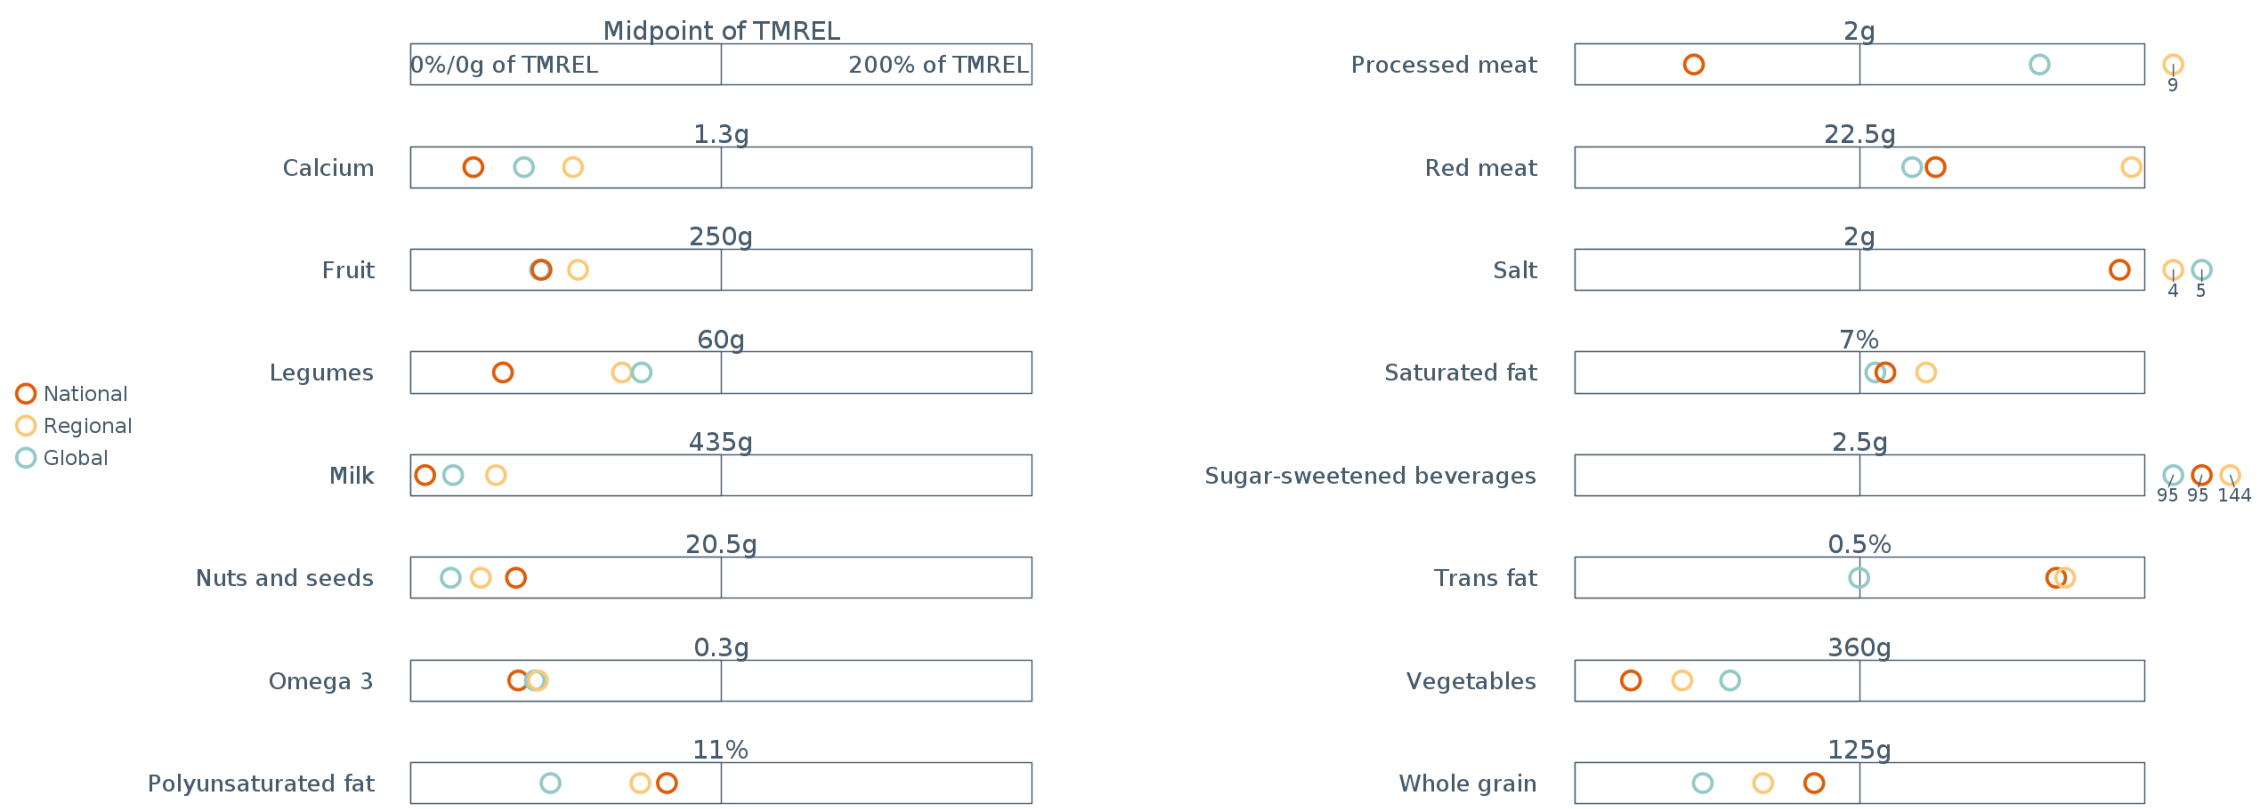 Midpoint of TMREL
0%/0g of TMREL
200% of TMREL
1.3g
Calcium
250g
Fruit
60g
Legumes
435g
Milk
20.5g
Nuts and seeds
0.3g
Omega 3
11%
Polyunsaturated fat
National
Regional
Global
2g
Processed meat
9
22.5g
Red meat
2g
Salt
4 5
7%
Saturated fat
2.5g
Sugar-sweetened beverages
95 95 144
0.5%
Trans fat
360g
Vegetables
125g
Whole grain